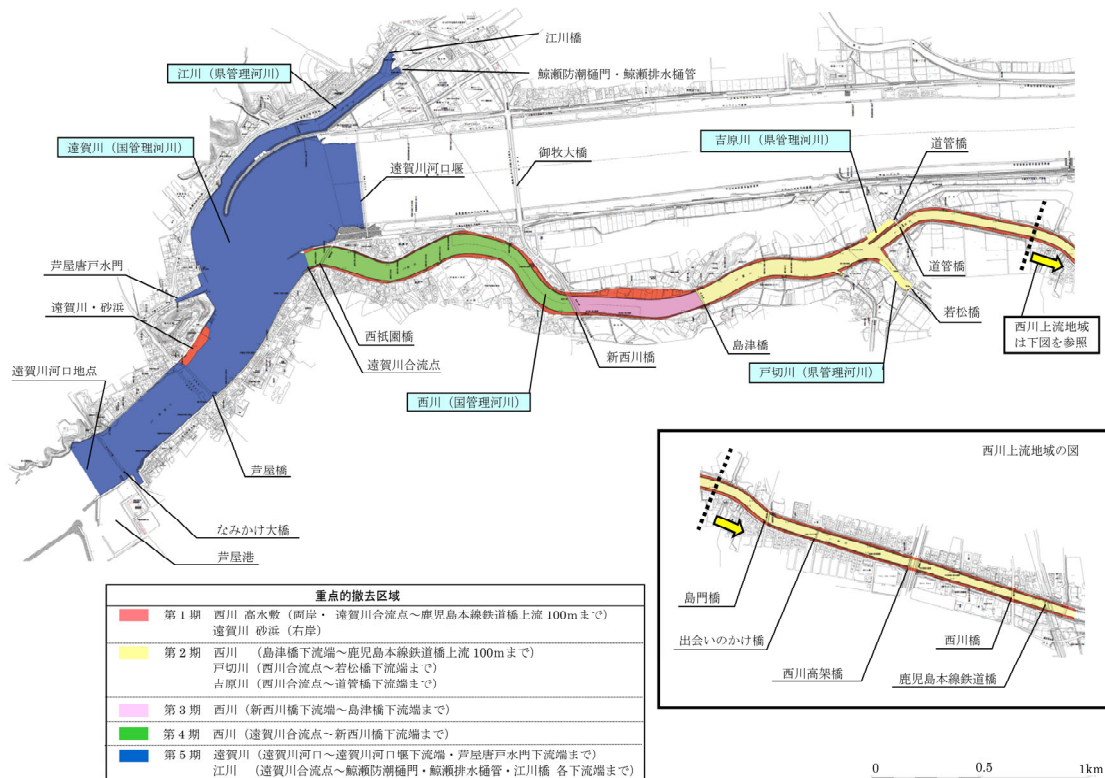 江川橋
江川（県管理河川）
鯨瀬防潮樋門・鯨瀬排水樋管
吉原川（県管理河川）
道管橋
遠賀川（国管理河川）
遠賀川河口堰
御牧大橋
芦屋唐戸水門
道管橋
遠賀川・砂浜
西祇園橋
島津橋
若松橋
新西川橋
西川上流地域
は下図を参照
遠賀川河口地点
遠賀川合流点
戸切川（県管理河川）
西川（国管理河川）
西川上流地域の図
芦屋橋
なみかけ大橋
芦屋港
島門橋
出会いのかけ橋
西川橋
西川高架橋
鹿児島本線鉄道橋
重点的撤去区域
第１期 西川 高水敷（両岸・ 遠賀川合流点～鹿児島本線鉄道橋上流 100mまで）
遠賀川 砂浜（右岸）
第２期 西川 （島津橋下流端～鹿児島本線鉄道橋上流 100mまで）
戸切川（西川合流点～若松橋下流端まで）
吉原川（西川合流点～道管橋下流端まで）
第３期 西川（新西川橋下流端～島津橋下流端まで）
第４期 西川（遠賀川合流点～新西川橋下流端まで）
第５期 遠賀川（遠賀川河口～遠賀川河口堰下流端・芦屋唐戸水門下流端まで）
江川 （遠賀川合流点～鯨瀬防潮樋門・鯨瀬排水樋管・江川橋 各下流端まで）
0 0.5 1km